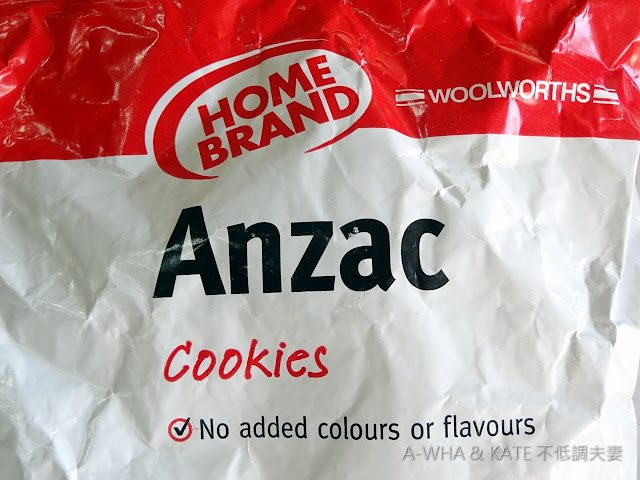 HOME
BRAND
WOOLWORTHS
Anzac
Cookies
No added colours or flavours
A-WHA & KATE 不低調夫妻